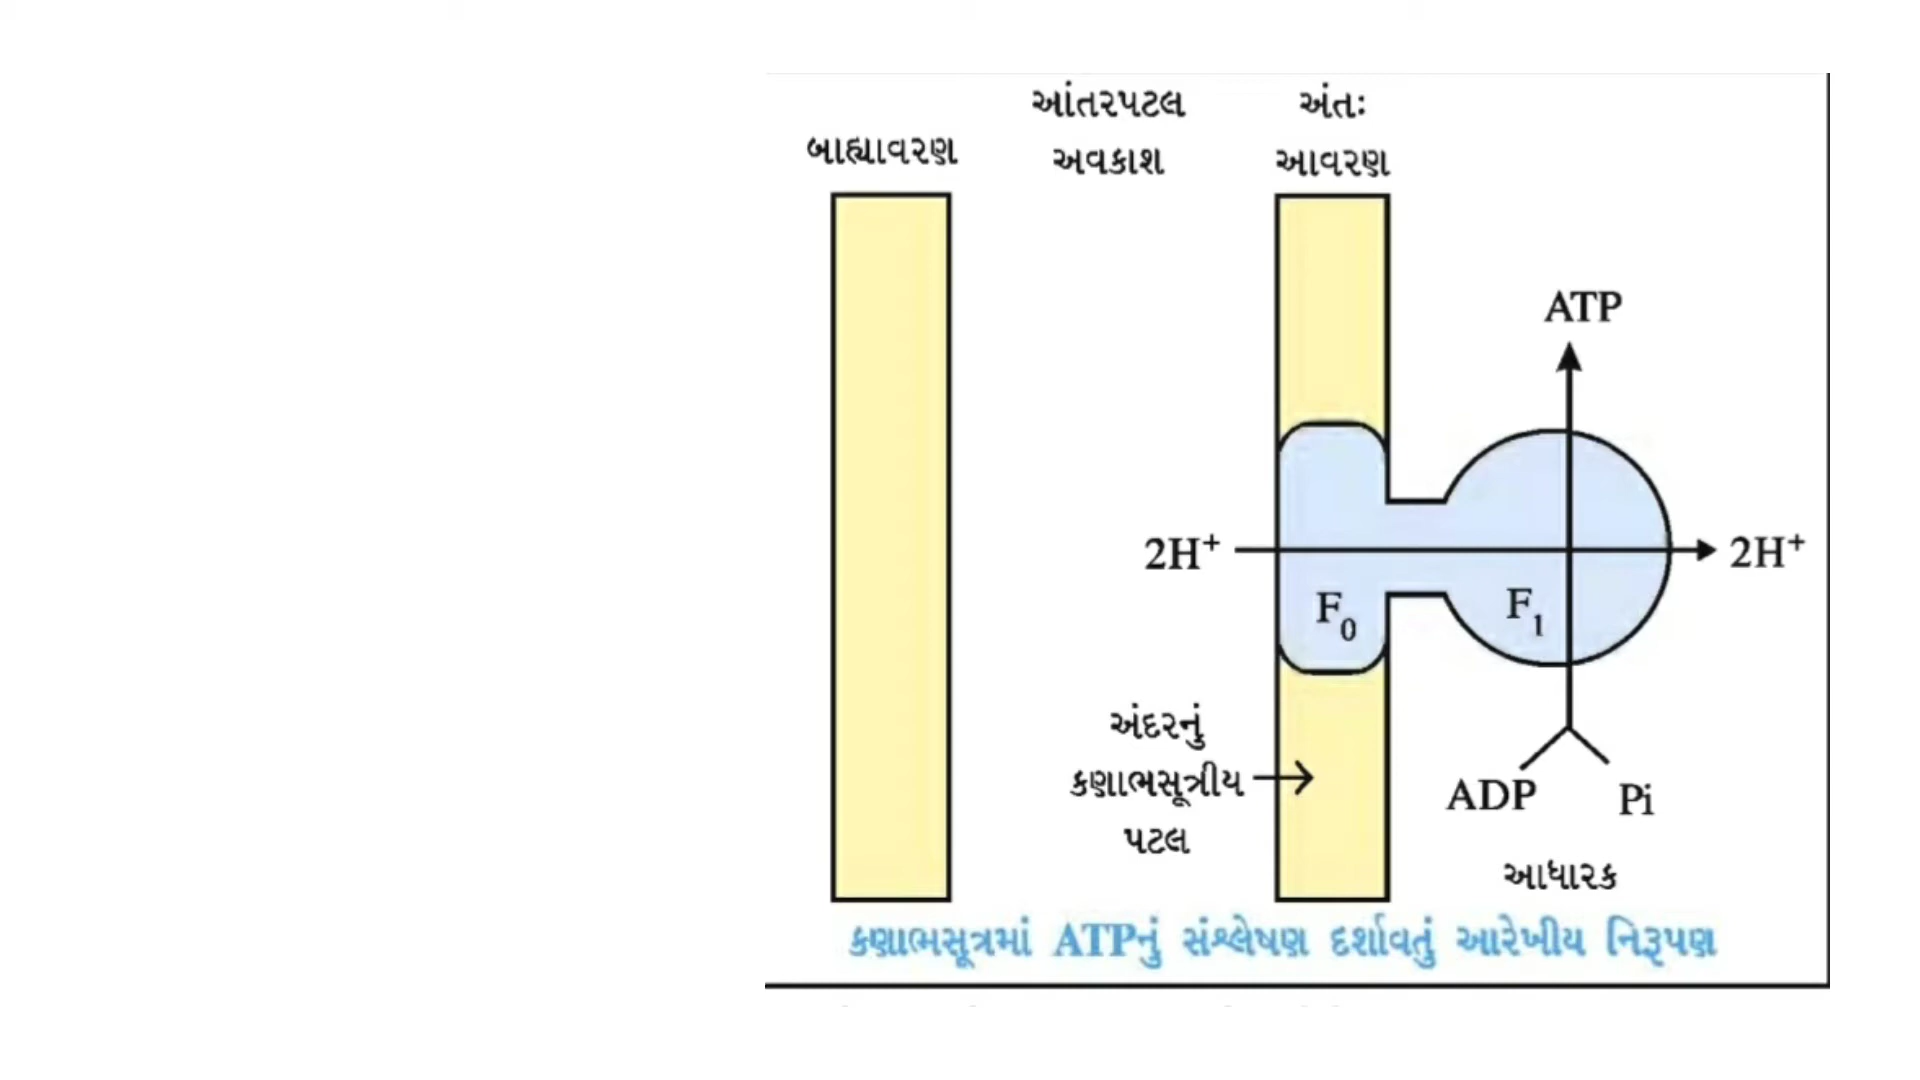 બાહ્યાવરણ
આંતરપટલ
અવકાશ
અંતઃ
આવરણ
ATP
2H⁺
2H⁺
F₀
F₁
અંદરનું
કણાભસૂત્રીય
પટલ
ADP
Pi
આધારક
કણાભસૂત્રમાં ATPનું સંશ્લેષણ દર્શાવતું આરેખીય નિરૂપણ